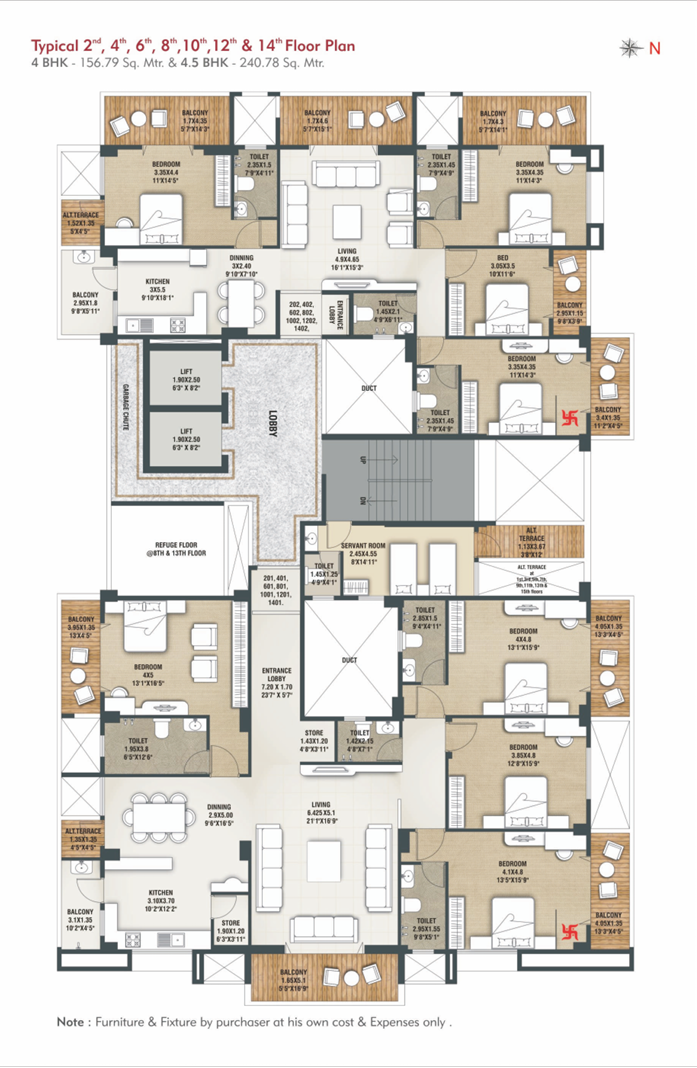 Typical 2nd, 4th, 6th, 8th,10th,12th & 14th Floor Plan
4 BHK - 156.79 Sq. Mtr. & 4.5 BHK - 240.78 Sq. Mtr.
N
BALCONY
1.7X4.35
5'7"X14'3"
BALCONY
1.7X4.6
5'7"X15'1"
BALCONY
1.7X4.3
5'7"X14'1"
BEDROOM
3.35X4.4
11'X14'5"
TOILET
2.35X1.5
7'9"X4'11"
TOILET
2.35X1.45
7'9"X4'9"
BEDROOM
3.35X4.35
11'X14'3"
ALT.TERRACE
1.52X1.35
5'X4'5"
LIVING
4.9X4.65
16'1"X15'3"
DINNING
3X2.40
9'10"X7'10"
BED
3.05X3.5
10'X11'6"
KITCHEN
3X5.5
9'10"X18'1"
BALCONY
2.95X1.8
9'8"X5'11"
BALCONY
2.95X1.15
9'8"X3'9"
202, 402,
602, 802,
1002, 1202,
1402.
ENTRANCE
LOBBY
TOILET
1.45X2.1
4'9"X6'11"
LIFT
1.90X2.50
6'3" X 8'2"
LIFT
1.90X2.50
6'3" X 8'2"
GARBAGE CHUTE
LOBBY
DUCT
BEDROOM
3.35X4.35
11'X14'3"
TOILET
2.35X1.45
7'9"X4'9"
BALCONY
3.4X1.35
11'2"X4'5"
UP
DN
REFUGE FLOOR
@8TH & 13TH FLOOR
SERVANT ROOM
2.45X4.55
8'X14'11"
ALT.
TERRACE
1.13X3.67
3'8"X12'
TOILET
1.45X1.25
4'9"X4'1"
ALT. TERRACE
at
1st,3rd,5th,7th,
9th,11th,13th &
15th floors
201, 401,
601, 801,
1001, 1201,
1401.
BALCONY
3.95X1.35
13'X4'5"
BEDROOM
4X5
13'1"X16'5"
ENTRANCE
LOBBY
7.20 X 1.70
23'7" X 5'7"
DUCT
TOILET
2.85X1.5
9'4"X4'11"
BEDROOM
4X4.8
13'1"X15'9"
BALCONY
4.05X1.35
13'3"X4'5"
TOILET
1.95X3.8
6'5"X12'6"
STORE
1.43X1.20
4'8"X3'11"
TOILET
1.42X2.15
4'8"X7'1"
BEDROOM
3.85X4.8
12'8"X15'9"
DINNING
2.9X5.00
9'6"X16'5"
LIVING
6.425X5.1
21'1"X16'9"
ALT.TERRACE
1.35X1.35
4'5"X4'5"
BEDROOM
4.1X4.8
13'5"X15'9"
KITCHEN
3.10X3.70
10'2"X12'2"
BALCONY
3.1X1.35
10'2"X4'5"
STORE
1.90X1.20
6'3"X3'11"
TOILET
2.95X1.55
9'8"X5'1"
BALCONY
4.05X1.35
13'3"X4'5"
BALCONY
1.65X5.1
5'5"X16'9"
Note : Furniture & Fixture by purchaser at his own cost & Expenses only .